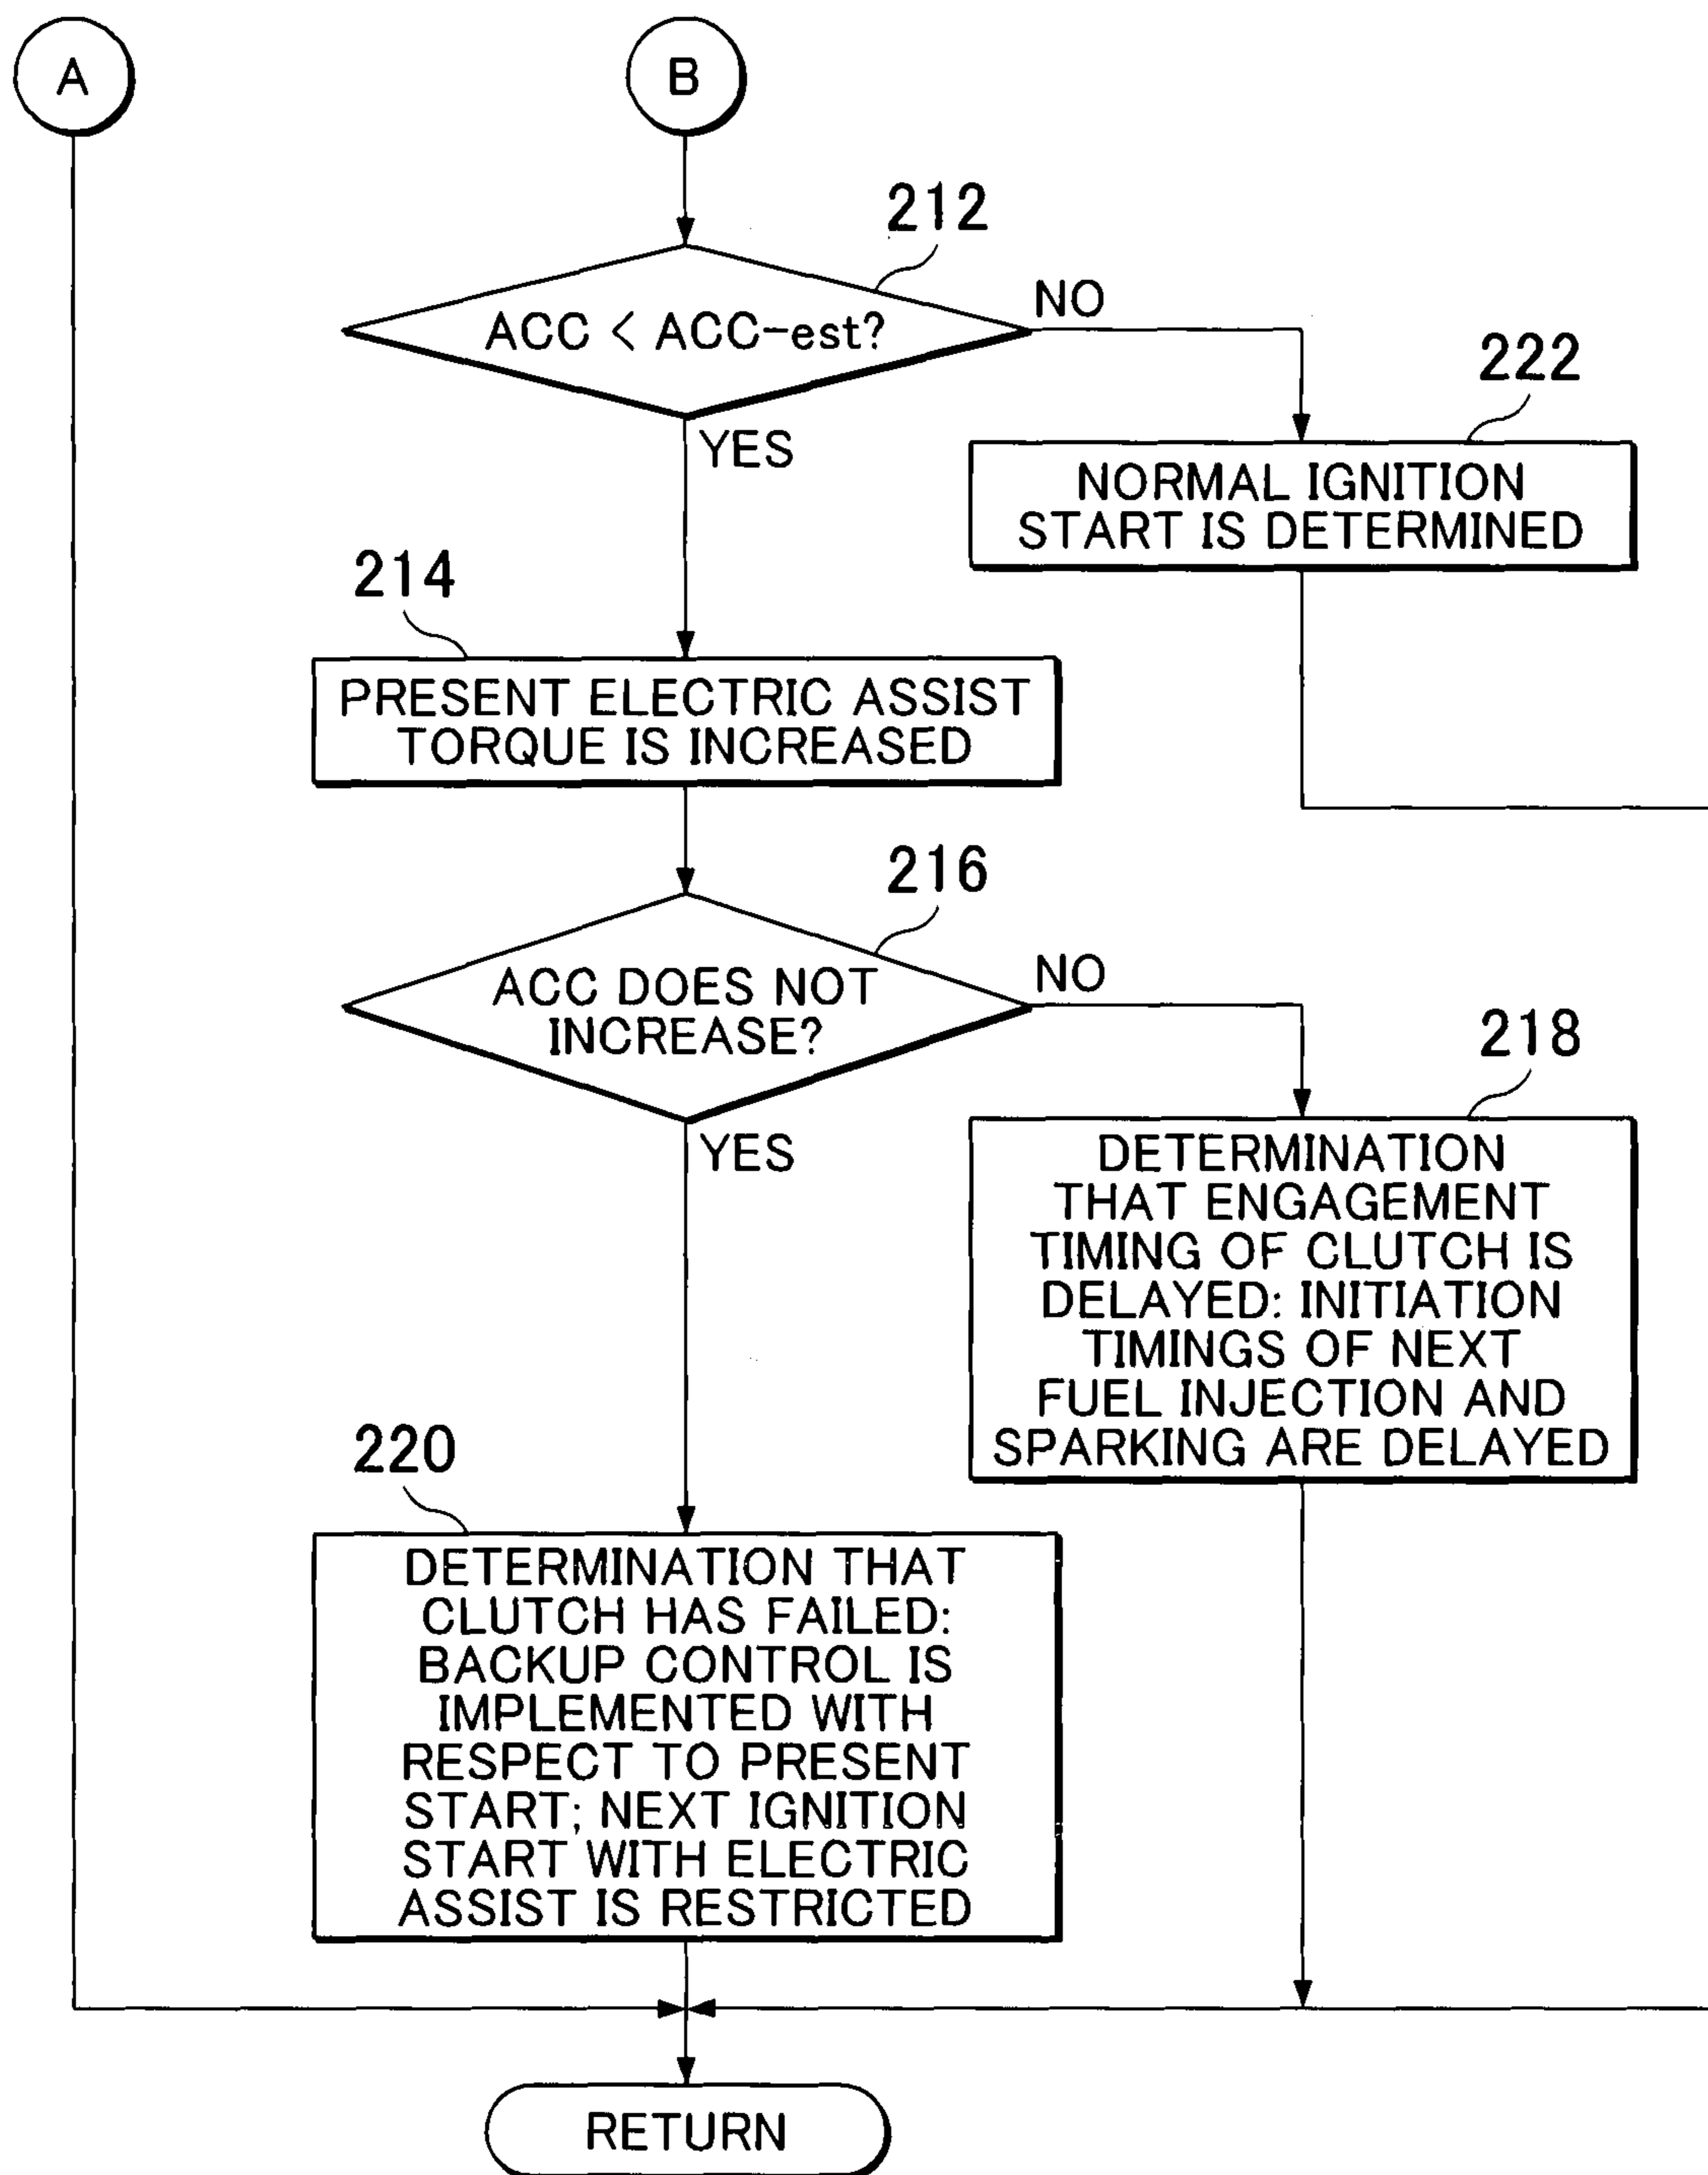 A
B
212
ACC < ACC-est?
NO
YES
222
NORMAL IGNITION
START IS DETERMINED
214
PRESENT ELECTRIC ASSIST
TORQUE IS INCREASED
216
ACC DOES NOT
INCREASE?
NO
YES
218
DETERMINATION
THAT ENGAGEMENT
TIMING OF CLUTCH IS
DELAYED: INITIATION
TIMINGS OF NEXT
FUEL INJECTION AND
SPARKING ARE DELAYED
220
DETERMINATION THAT
CLUTCH HAS FAILED:
BACKUP CONTROL IS
IMPLEMENTED WITH
RESPECT TO PRESENT
START; NEXT IGNITION
START WITH ELECTRIC
ASSIST IS RESTRICTED
RETURN